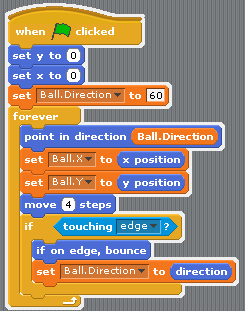 when clicked
set y to 0
set x to 0
set Ball.Direction to 60
forever
point in direction Ball.Direction
set Ball.X to x position
set Ball.Y to y position
move 4 steps
if touching edge ?
if on edge, bounce
set Ball.Direction to direction